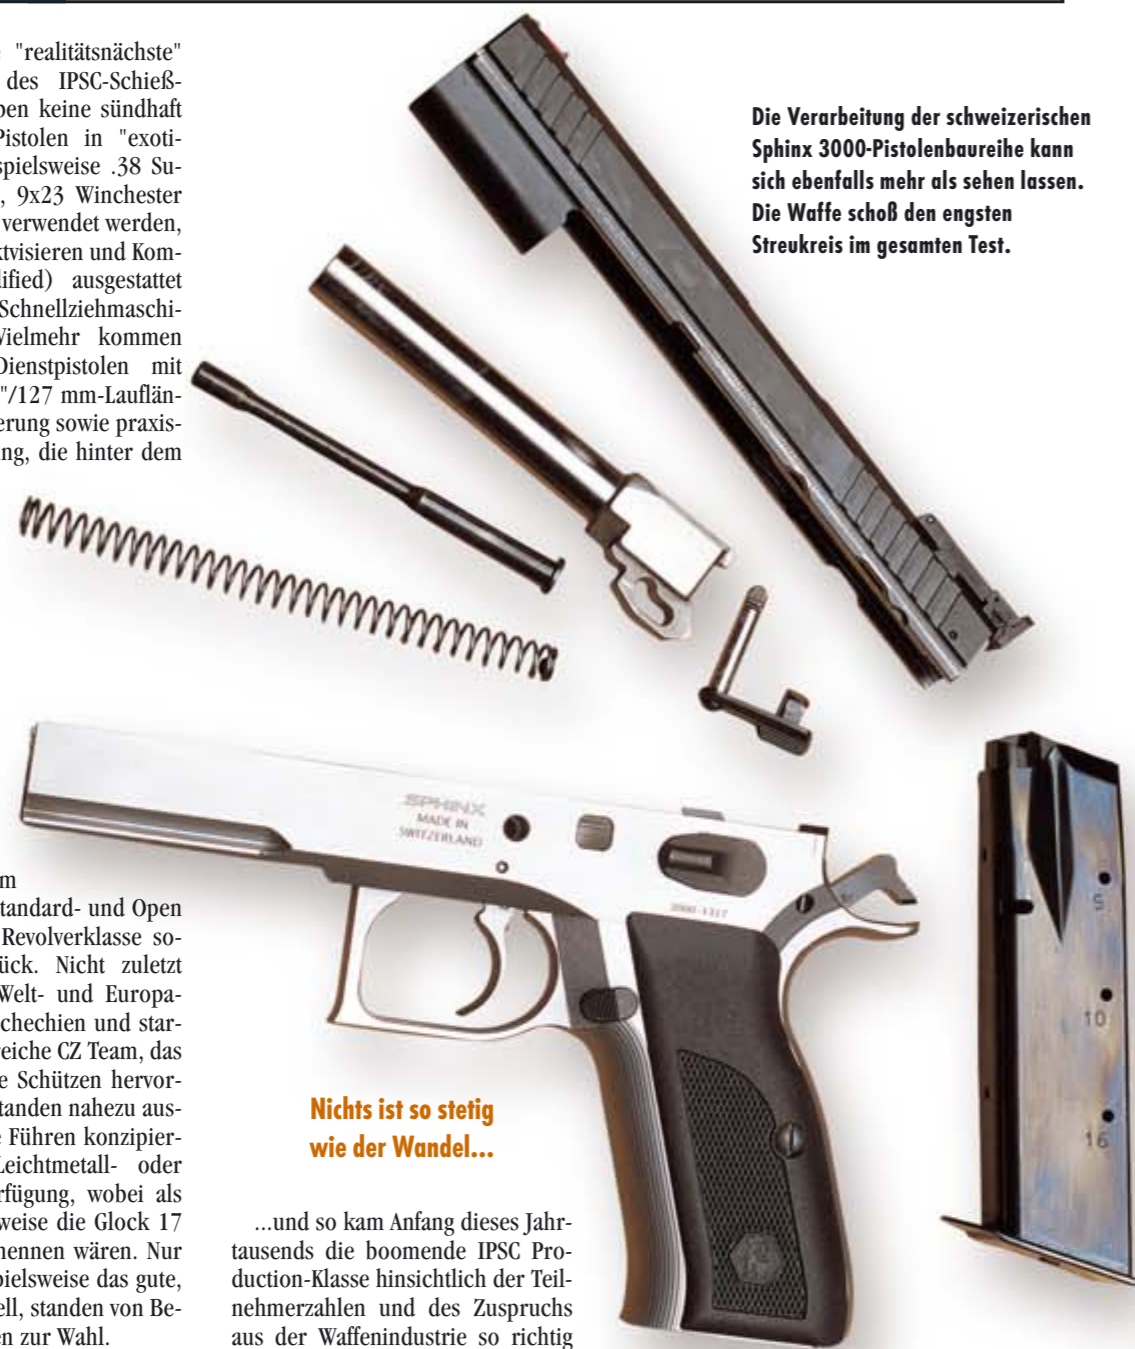 "realitätsnächste"
des IPSC-Schieß-
keine sündhaft
Pistolen in "exoti-
spielsweise .38 Su-
, 9x23 Winchester
verwendet werden,
ktvisieren und Kom-
ified) ausgestattet
Schnellziehmaschi-
Vielmehr kommen
Dienstpistolen mit
"/127 mm-Lauflän-
erung sowie praxis-
ng, die hinter dem
m
tandard- und Open
Revolverklasse so-
ück. Nicht zuletzt
Welt- und Europa-
schechien und star-
reiche CZ Team, das
e Schützen hervor-
standen nahezu aus-
e Führen konzipier-
Leichtmetall- oder
rfügung, wobei als
weise die Glock 17
nennen wären. Nur
spielsweise das gute,
ell, standen von Be-
en zur Wahl.
Die Verarbeitung der schweizerischen
Sphinx 3000-Pistolenbaureihe kann
sich ebenfalls mehr als sehen lassen.
Die Waffe schoß den engsten
Streukreis im gesamten Test.
SPHINX
MADE IN
SWITZERLAND
5
10
16
Nichts ist so stetig
wie der Wandel...
...und so kam Anfang dieses Jahr-
tausends die boomende IPSC Pro-
duction-Klasse hinsichtlich der Teil-
nehmerzahlen und des Zuspruchs
aus der Waffenindustrie so richtig